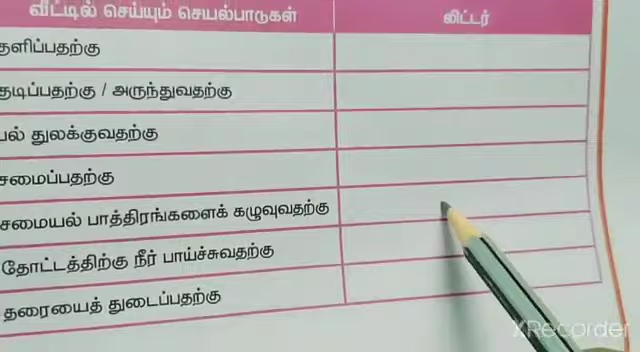 வீட்டில் செய்யும் செயல்பாடுகள் லிட்டர்
குளிப்பதற்கு
குடிப்பதற்கு / அருந்துவதற்கு
பல் துலக்குவதற்கு
சமைப்பதற்கு
சமையல் பாத்திரங்களைக் கழுவுவதற்கு
தோட்டத்திற்கு நீர் பாய்ச்சுவதற்கு
தரையைத் துடைப்பதற்கு
XRecorder